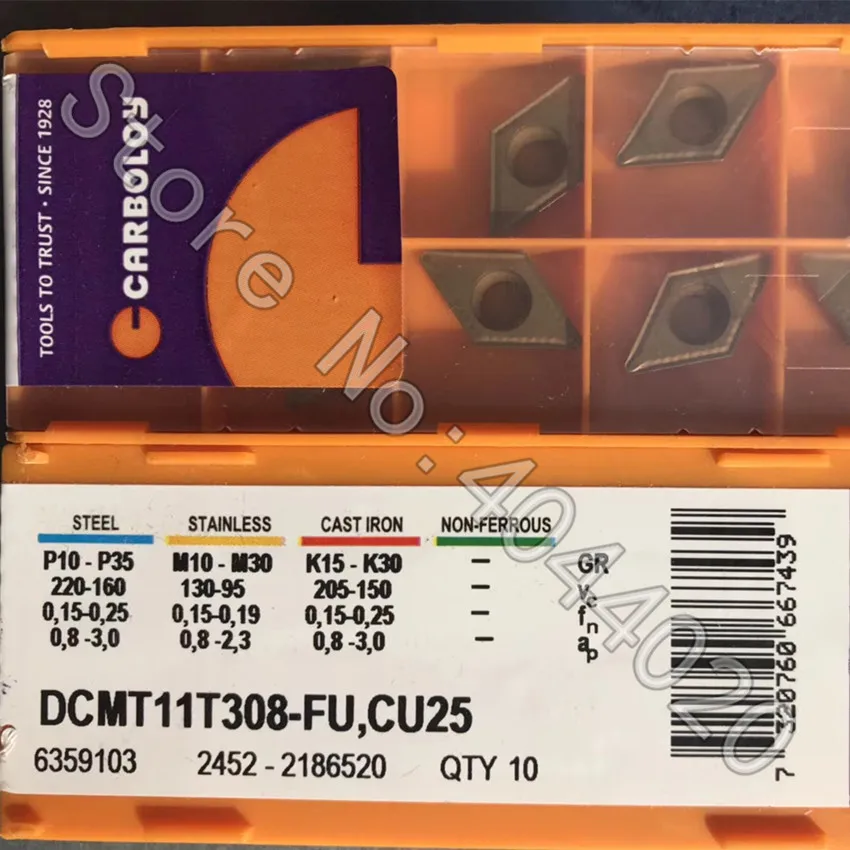 CARBOLOY
TOOLS TO TRUST · SINCE 1928
Store No.: 4044020
STEEL STAINLESS CAST IRON NON-FERROUS
P10 - P35 M10 - M30 K15 - K30 – GR
220-160 130-95 205-150 – vc
0,15-0,25 0,15-0,19 0,15-0,25 – fn
0,8 -3,0 0,8 -2,3 0,8 -3,0 – ap
DCMT11T308-FU,CU25
6359103 2452 - 2186520 QTY 10
7 320760 667439